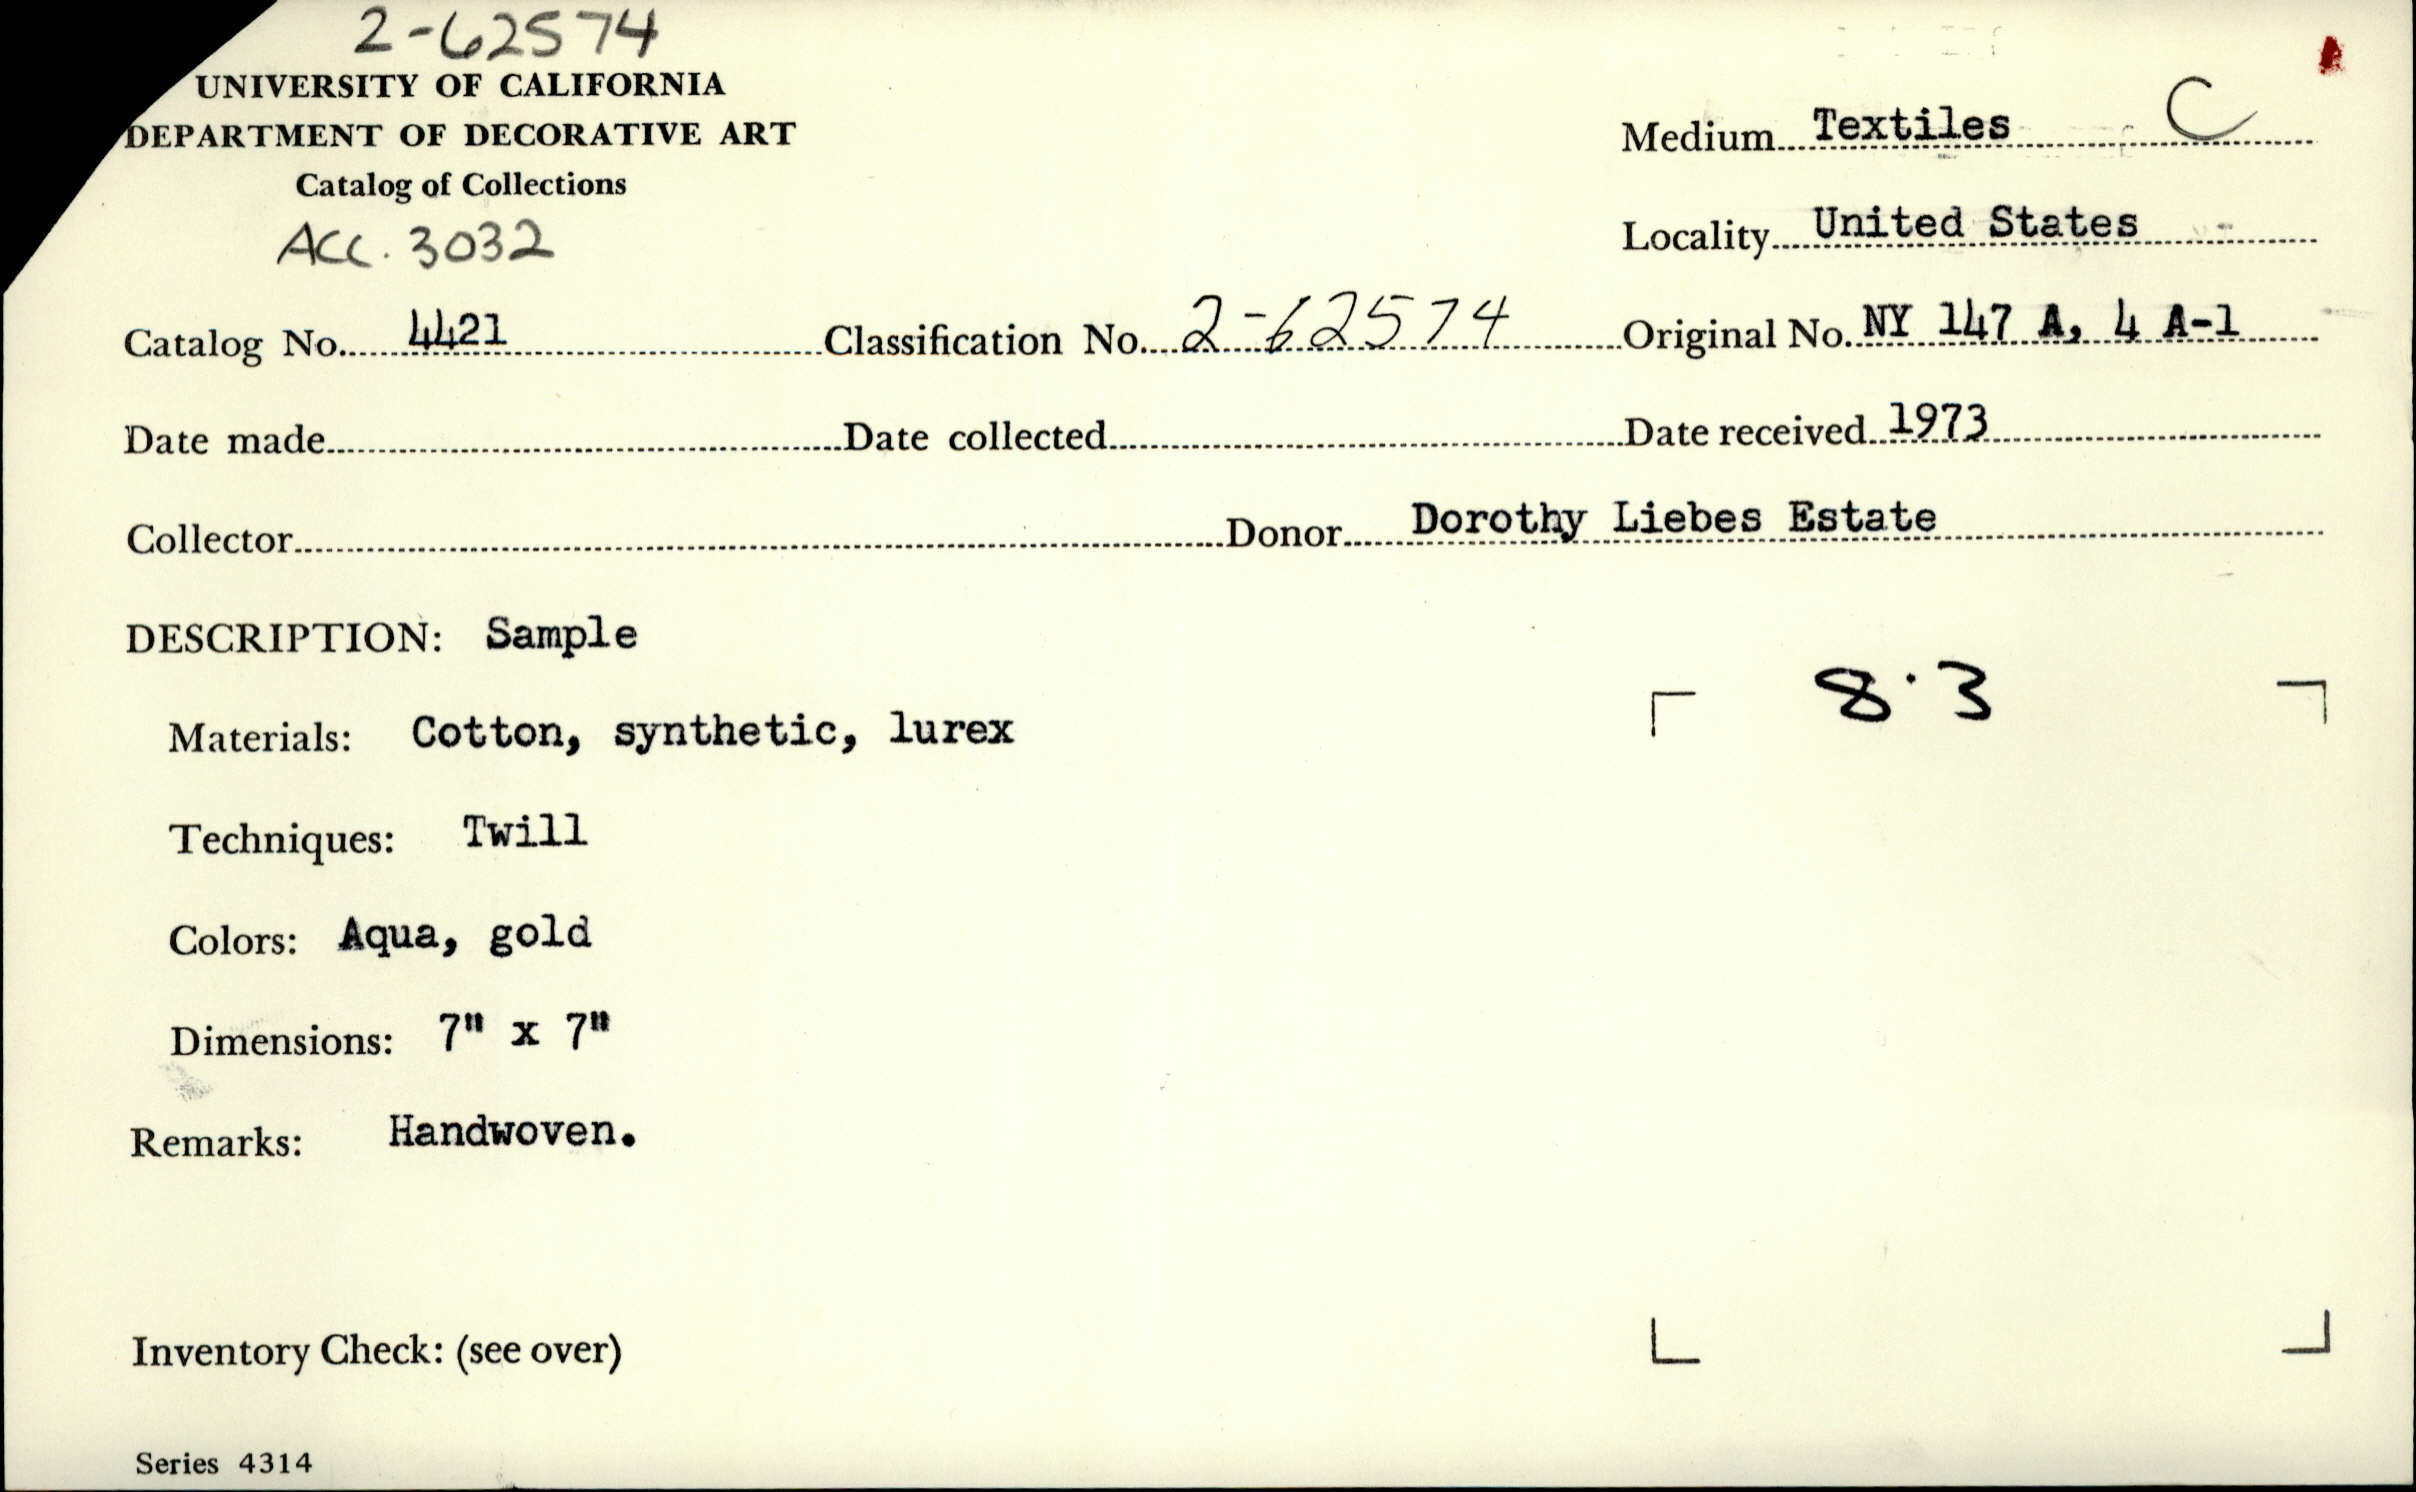 2-62574
UNIVERSITY OF CALIFORNIA
DEPARTMENT OF DECORATIVE ART
Catalog of Collections
Acc. 3032
Medium Textiles C
Locality United States
Catalog No. 4421 Classification No. 2-62574 Original No. NY 147 A, 4 A-1
Date made Date collected Date received 1973
Collector Donor Dorothy Liebes Estate
DESCRIPTION: Sample
8.3
Materials: Cotton, synthetic, lurex
Techniques: Twill
Colors: Aqua, gold
Dimensions: 7" x 7"
Remarks: Handwoven.
Inventory Check: (see over)
Series 4314